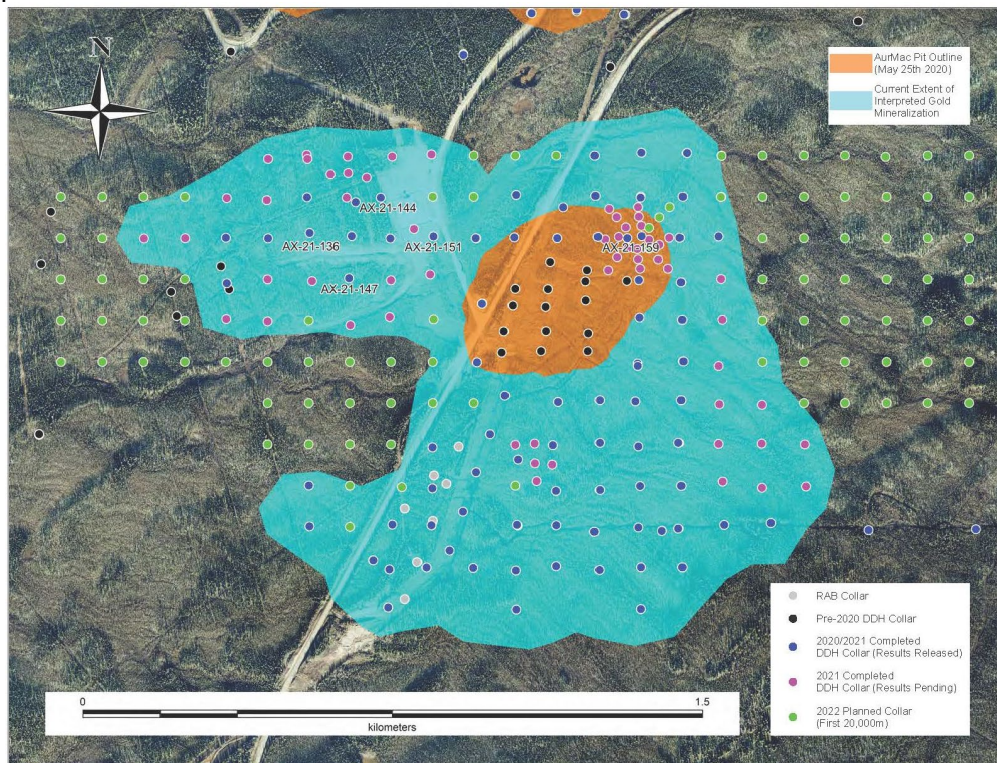 N
AurMac Pit Outline
(May 25th 2020)
Current Extent of
Interpreted Gold
Mineralization
AX-21-144
AX-21-136
AX-21-151
AX-21-159
AX-21-147
RAB Collar
Pre-2020 DDH Collar
2020/2021 Completed
DDH Collar (Results Released)
2021 Completed
DDH Collar (Results Pending)
2022 Planned Collar
(First 20,000m)
0
1.5
kilometers